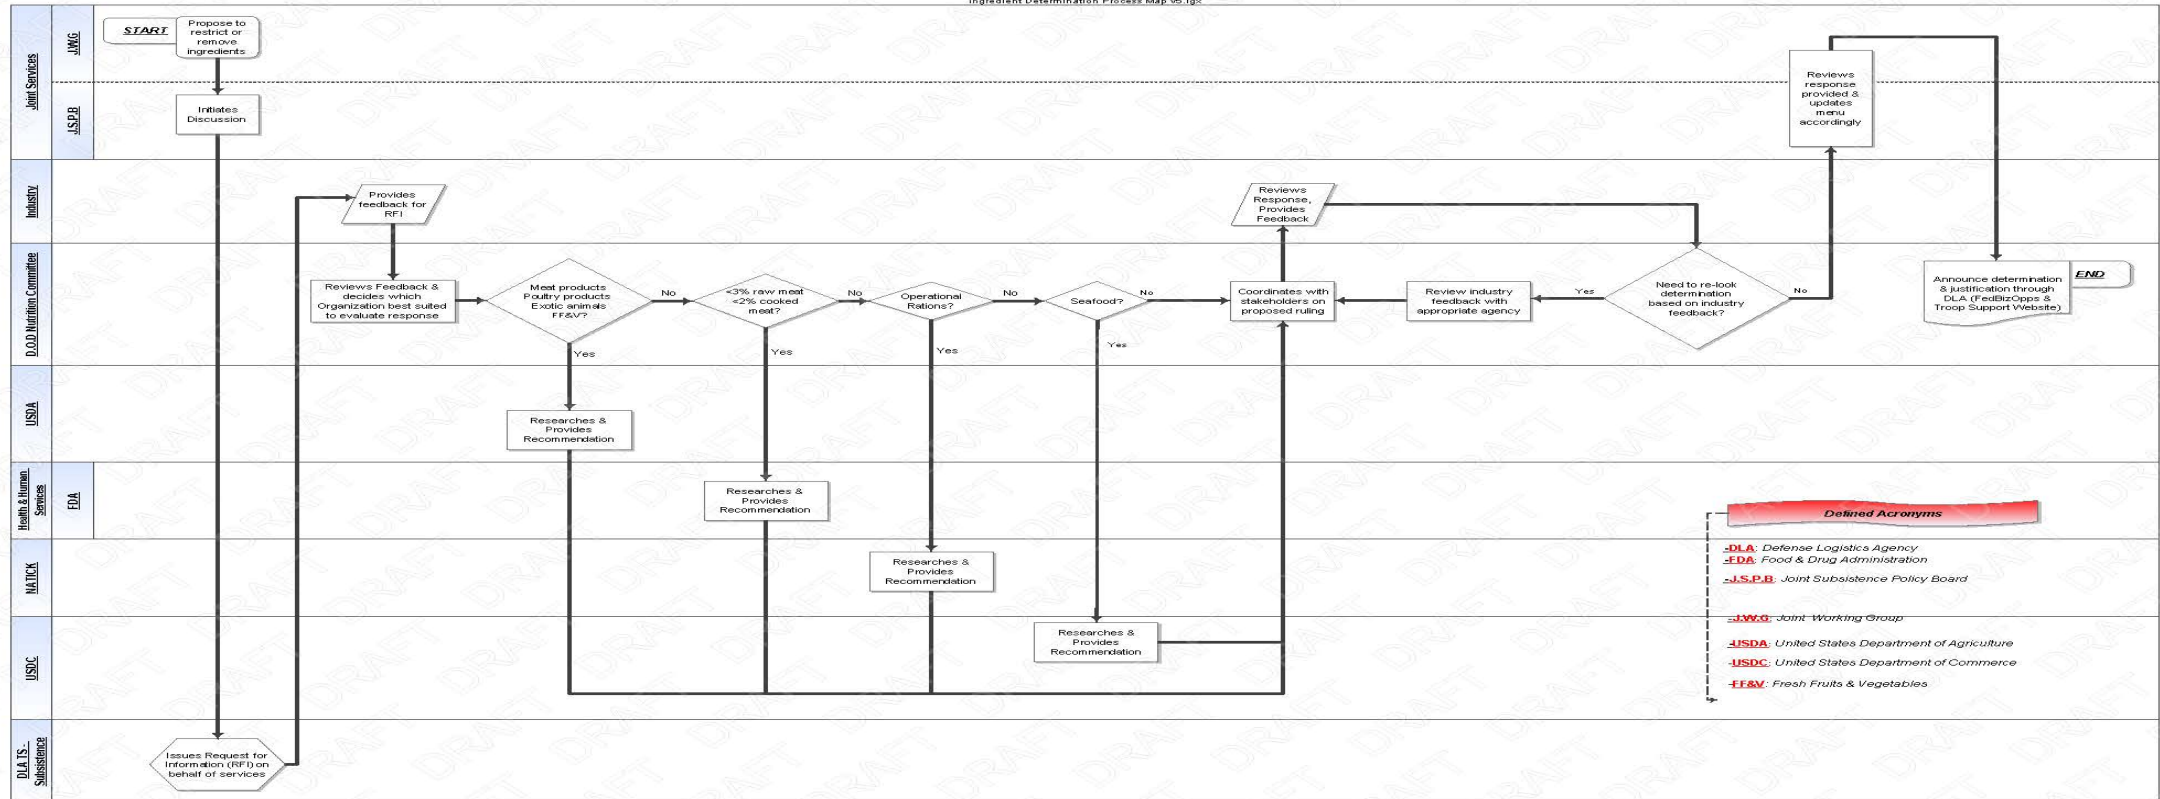 Ingredient Determination Process Map v5.igx
Joint Services
J.W.G
START
Propose to
restrict or
remove
ingredients
J.S.P.B
Initiates
Discussion
Reviews
response
provided &
updates
menu
accordingly
Industry
Provides
feedback for
RFI
Reviews
Response,
Provides
Feedback
D.O.D Nutrition Committee
Reviews Feedback &
decides which
Organization best suited
to evaluate response
Meat products
Poultry products
Exotic animals
FF&V?
No
Yes
<3% raw meat
<2% cooked
meat?
No
Yes
Operational
Rations?
No
Yes
Seafood?
No
Yes
Coordinates with
stakeholders on
proposed ruling
Review industry
feedback with
appropriate agency
Yes
Need to re-look
determination
based on industry
feedback?
No
Announce determination
& justification through
DLA (FedBizOpps &
Troop Support Website)
END
USDA
Researches &
Provides
Recommendation
Health & Human
Services
FDA
Researches &
Provides
Recommendation
NATICK
Researches &
Provides
Recommendation
USDC
Researches &
Provides
Recommendation
DLA TS -
Subsistence
Issues Request for
Information (RFI) on
behalf of services
Defined Acronyms
-DLA: Defense Logistics Agency
-FDA: Food & Drug Administration
-J.S.P.B: Joint Subsistence Policy Board
-J.W.G: Joint Working Group
-USDA: United States Department of Agriculture
-USDC: United States Department of Commerce
-FF&V: Fresh Fruits & Vegetables
DRAFT